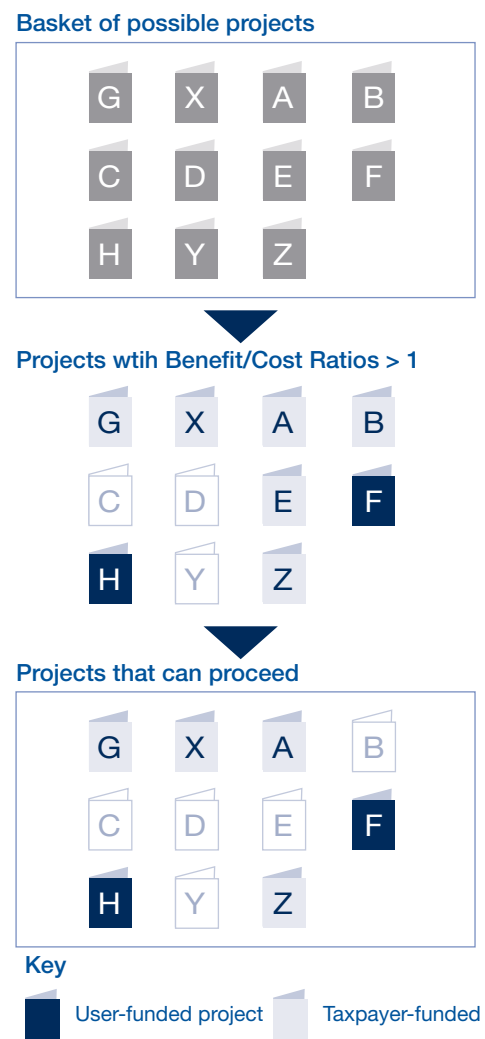 Basket of possible projects
G X A B
C D E F
H Y Z
Projects wtih Benefit/Cost Ratios > 1
G X A B
C D E F
H Y Z
Projects that can proceed
G X A B
C D E F
H Y Z
Key
User-funded project Taxpayer-funded